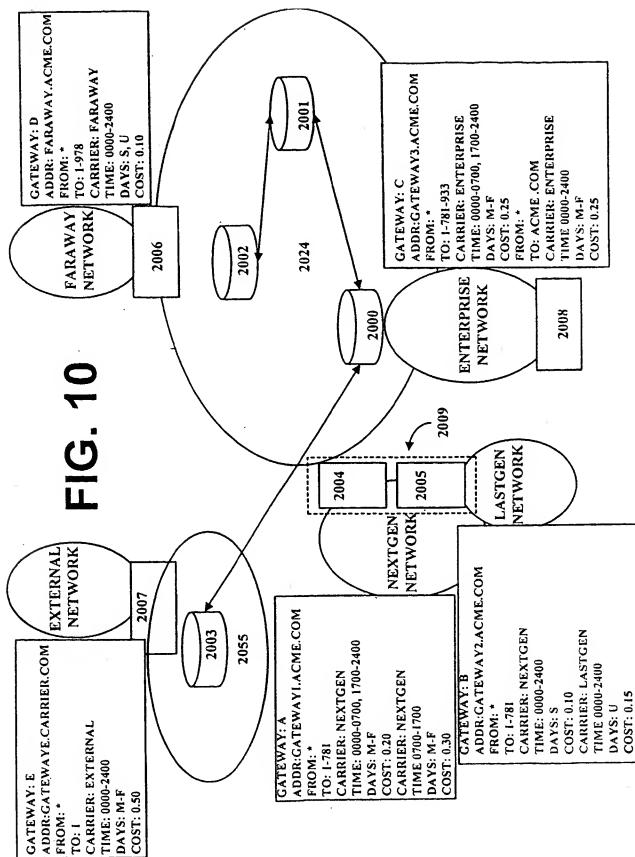 FIG. 10
GATEWAY: E
ADDR:GATEWAYE.CARRIER.COM
FROM: *
TO: 1
CARRIER: EXTERNAL
TIME: 0000-2400
DAYS: M-F
COST: 0.50
EXTERNAL
NETWORK
2007
2003
2055
FARAWAY
NETWORK
2006
GATEWAY: D
ADDR: FARAWAY.ACME.COM
FROM: *
TO: 1-978
CARRIER: FARAWAY
TIME: 0000-2400
DAYS: S, U
COST: 0.10
2002
2001
2024
2000
GATEWAY: A
ADDR:GATEWAY1.ACME.COM
FROM: *
TO: 1-781
CARRIER: NEXTGEN
TIME: 0000-0700, 1700-2400
DAYS: M-F
COST: 0.20
CARRIER: NEXTGEN
TIME 0700-1700
DAYS: M-F
COST: 0.30
2004
2005
2009
NEXTGEN
NETWORK
LASTGEN
NETWORK
ENTERPRISE
NETWORK
2008
GATEWAY: C
ADDR:GATEWAY3.ACME.COM
FROM: *
TO: 1-781-933
CARRIER: ENTERPRISE
TIME: 0000-0700, 1700-2400
DAYS: M-F
COST: 0.25
FROM: *
TO: ACME .COM
CARRIER: ENTERPRISE
TIME 0000-2400
DAYS: M-F
COST: 0.25
GATEWAY: B
ADDR:GATEWAY2.ACME.COM
FROM: *
TO: 1-781
CARRIER: NEXTGEN
TIME: 0000-2400
DAYS: S
COST: 0.10
CARRIER: LASTGEN
TIME 0000-2400
DAYS: U
COST: 0.15